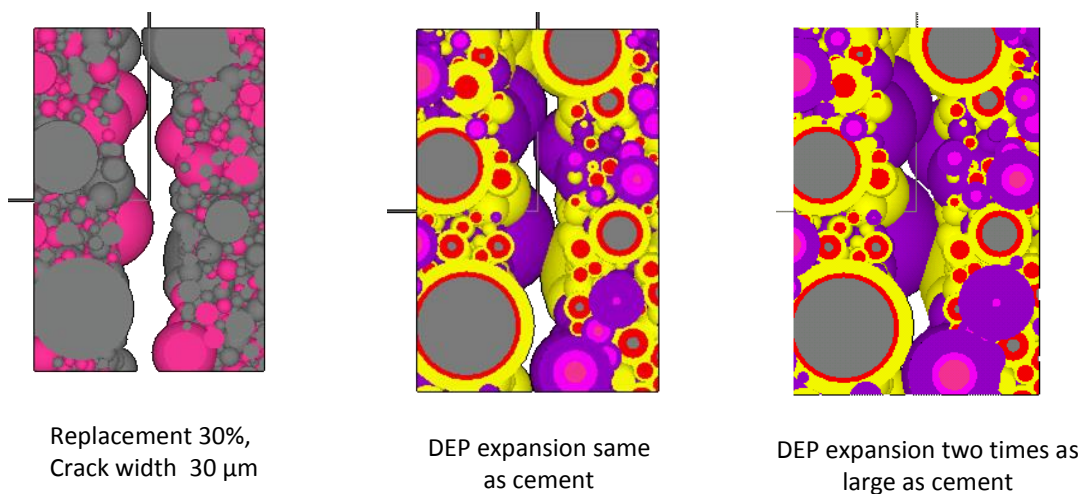 Replacement 30%,
Crack width 30 µm
DEP expansion same
as cement
DEP expansion two times as
large as cement